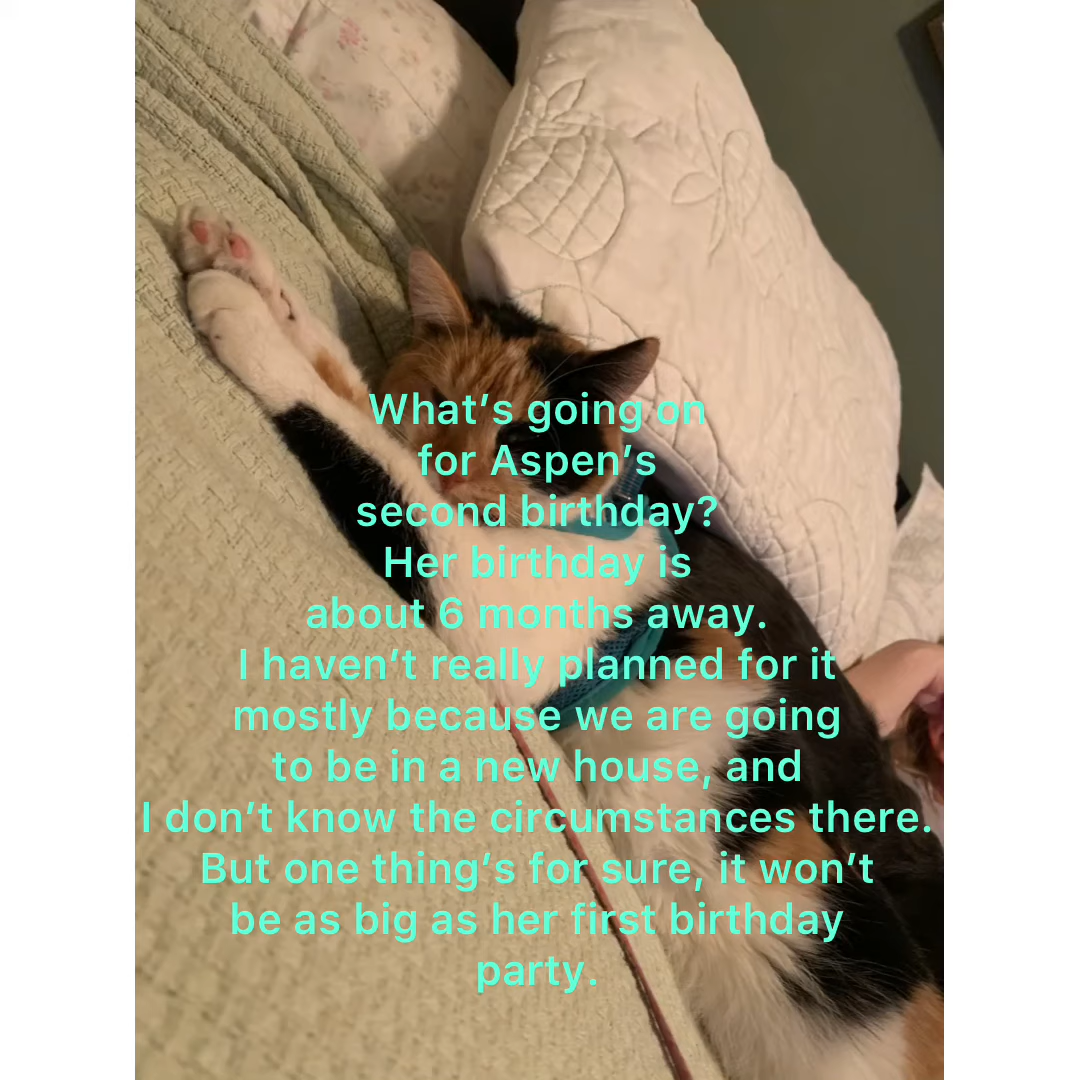 What’s going on
for Aspen’s
second birthday?
Her birthday is
about 6 months away.
I haven’t really planned for it
mostly because we are going
to be in a new house, and
I don’t know the circumstances there.
But one thing’s for sure, it won’t
be as big as her first birthday
party.